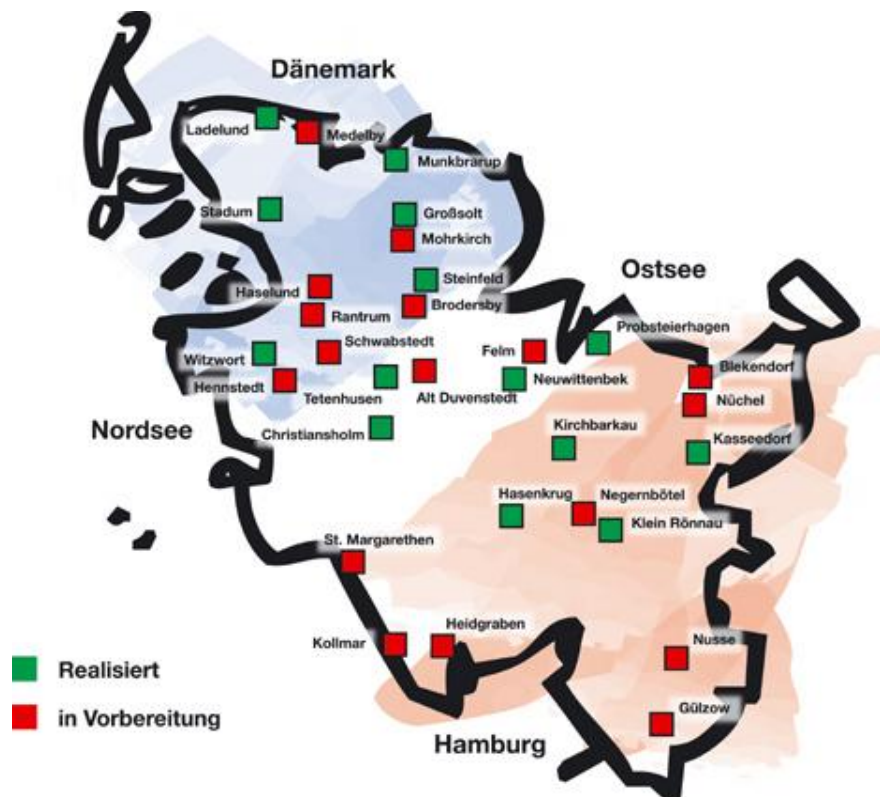 Dänemark
Ladelund
Medelby
Munkbrarup
Stadum
Großsolt
Mohrkirch
Ostsee
Steinfeld
Haselund
Brodersby
Rantrum
Probsteierhagen
Schwabstedt
Felm
Witzwort
Blekendorf
Hennstedt
Tetenhusen
Alt Duvenstedt
Neuwittenbek
Nüchel
Nordsee
Christiansholm
Kirchbarkau
Kasseedorf
Hasenkrug
Negernbötel
Klein Rönnau
St. Margarethen
Heidgraben
Kollmar
Nusse
Realisiert
Gülzow
in Vorbereitung
Hamburg